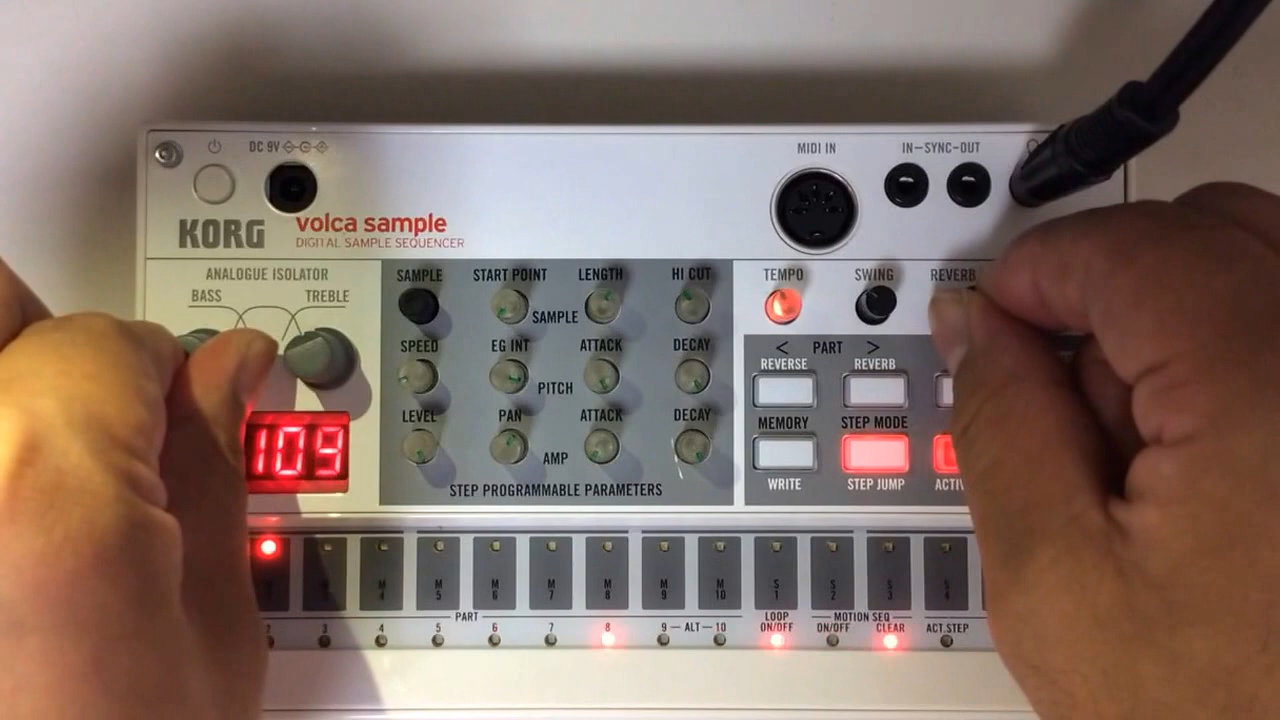 DC 9V
MIDI IN
IN-SYNC-OUT
KORG
volca sample
DIGITAL SAMPLE SEQUENCER
ANALOGUE ISOLATOR
BASS TREBLE
SAMPLE START POINT LENGTH HI CUT
SAMPLE
SPEED EG INT ATTACK DECAY
PITCH
LEVEL PAN ATTACK DECAY
AMP
STEP PROGRAMMABLE PARAMETERS
TEMPO SWING REVERB
< PART >
REVERSE REVERB
MEMORY STEP MODE
WRITE STEP JUMP ACTIV
109
M 4 M 5 M 6 M 7 M 8 M 9 M 10 S 1 S 2 S 3 S 4
PART LOOP MOTION SEQ
2 3 4 5 6 7 8 9 - ALT - 10 ON/OFF ON/OFF CLEAR ACT.STEP